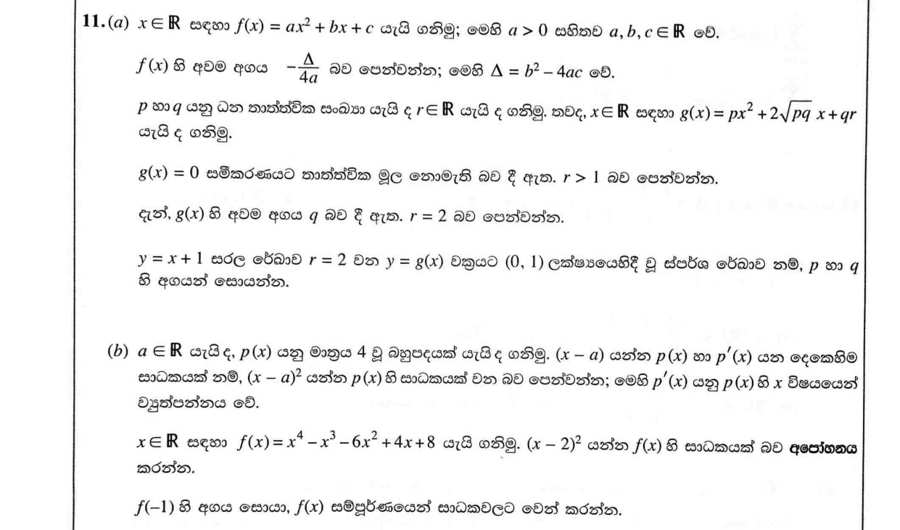 11.(a) x ∈ ℝ සඳහා f(x) = ax² + bx + c යැයි ගනිමු; මෙහි a > 0 සහිතව a, b, c ∈ ℝ වේ.
f(x) හි අවම අගය −Δ/4a බව පෙන්වන්න; මෙහි Δ = b² – 4ac වේ.
p හා q යනු ධන තාත්ත්වික සංඛ්‍යා යැයි ද r ∈ ℝ යැයි ද ගනිමු. තවද, x ∈ ℝ සඳහා g(x) = px² + 2√pq x + qr
යැයි ද ගනිමු.
g(x) = 0 සමීකරණයට තාත්ත්වික මූල නොමැති බව දී ඇත. r > 1 බව පෙන්වන්න.
දැන්, g(x) හි අවම අගය q බව දී ඇත. r = 2 බව පෙන්වන්න.
y = x + 1 සරල රේඛාව r = 2 වන y = g(x) වක්‍රයට (0, 1) ලක්ෂ්‍යයෙහිදී වූ ස්පර්ශ රේඛාව නම්, p හා q
හි අගයන් සොයන්න.
(b) a ∈ ℝ යැයි ද, p(x) යනු මාත්‍රය 4 වූ බහුපදයක් යැයි ද ගනිමු. (x – a) යන්න p(x) හා p′(x) යන දෙකෙහිම
සාධකයක් නම්, (x – a)² යන්න p(x) හි සාධකයක් වන බව පෙන්වන්න; මෙහි p′(x) යනු p(x) හි x විෂයයෙන්
ව්‍යුත්පන්නය වේ.
x ∈ ℝ සඳහා f(x) = x⁴ – x³ – 6x² + 4x + 8 යැයි ගනිමු. (x – 2)² යන්න f(x) හි සාධකයක් බව අපෝහනය
කරන්න.
f(–1) හි අගය සොයා, f(x) සම්පූර්ණයෙන් සාධකවලට වෙන් කරන්න.